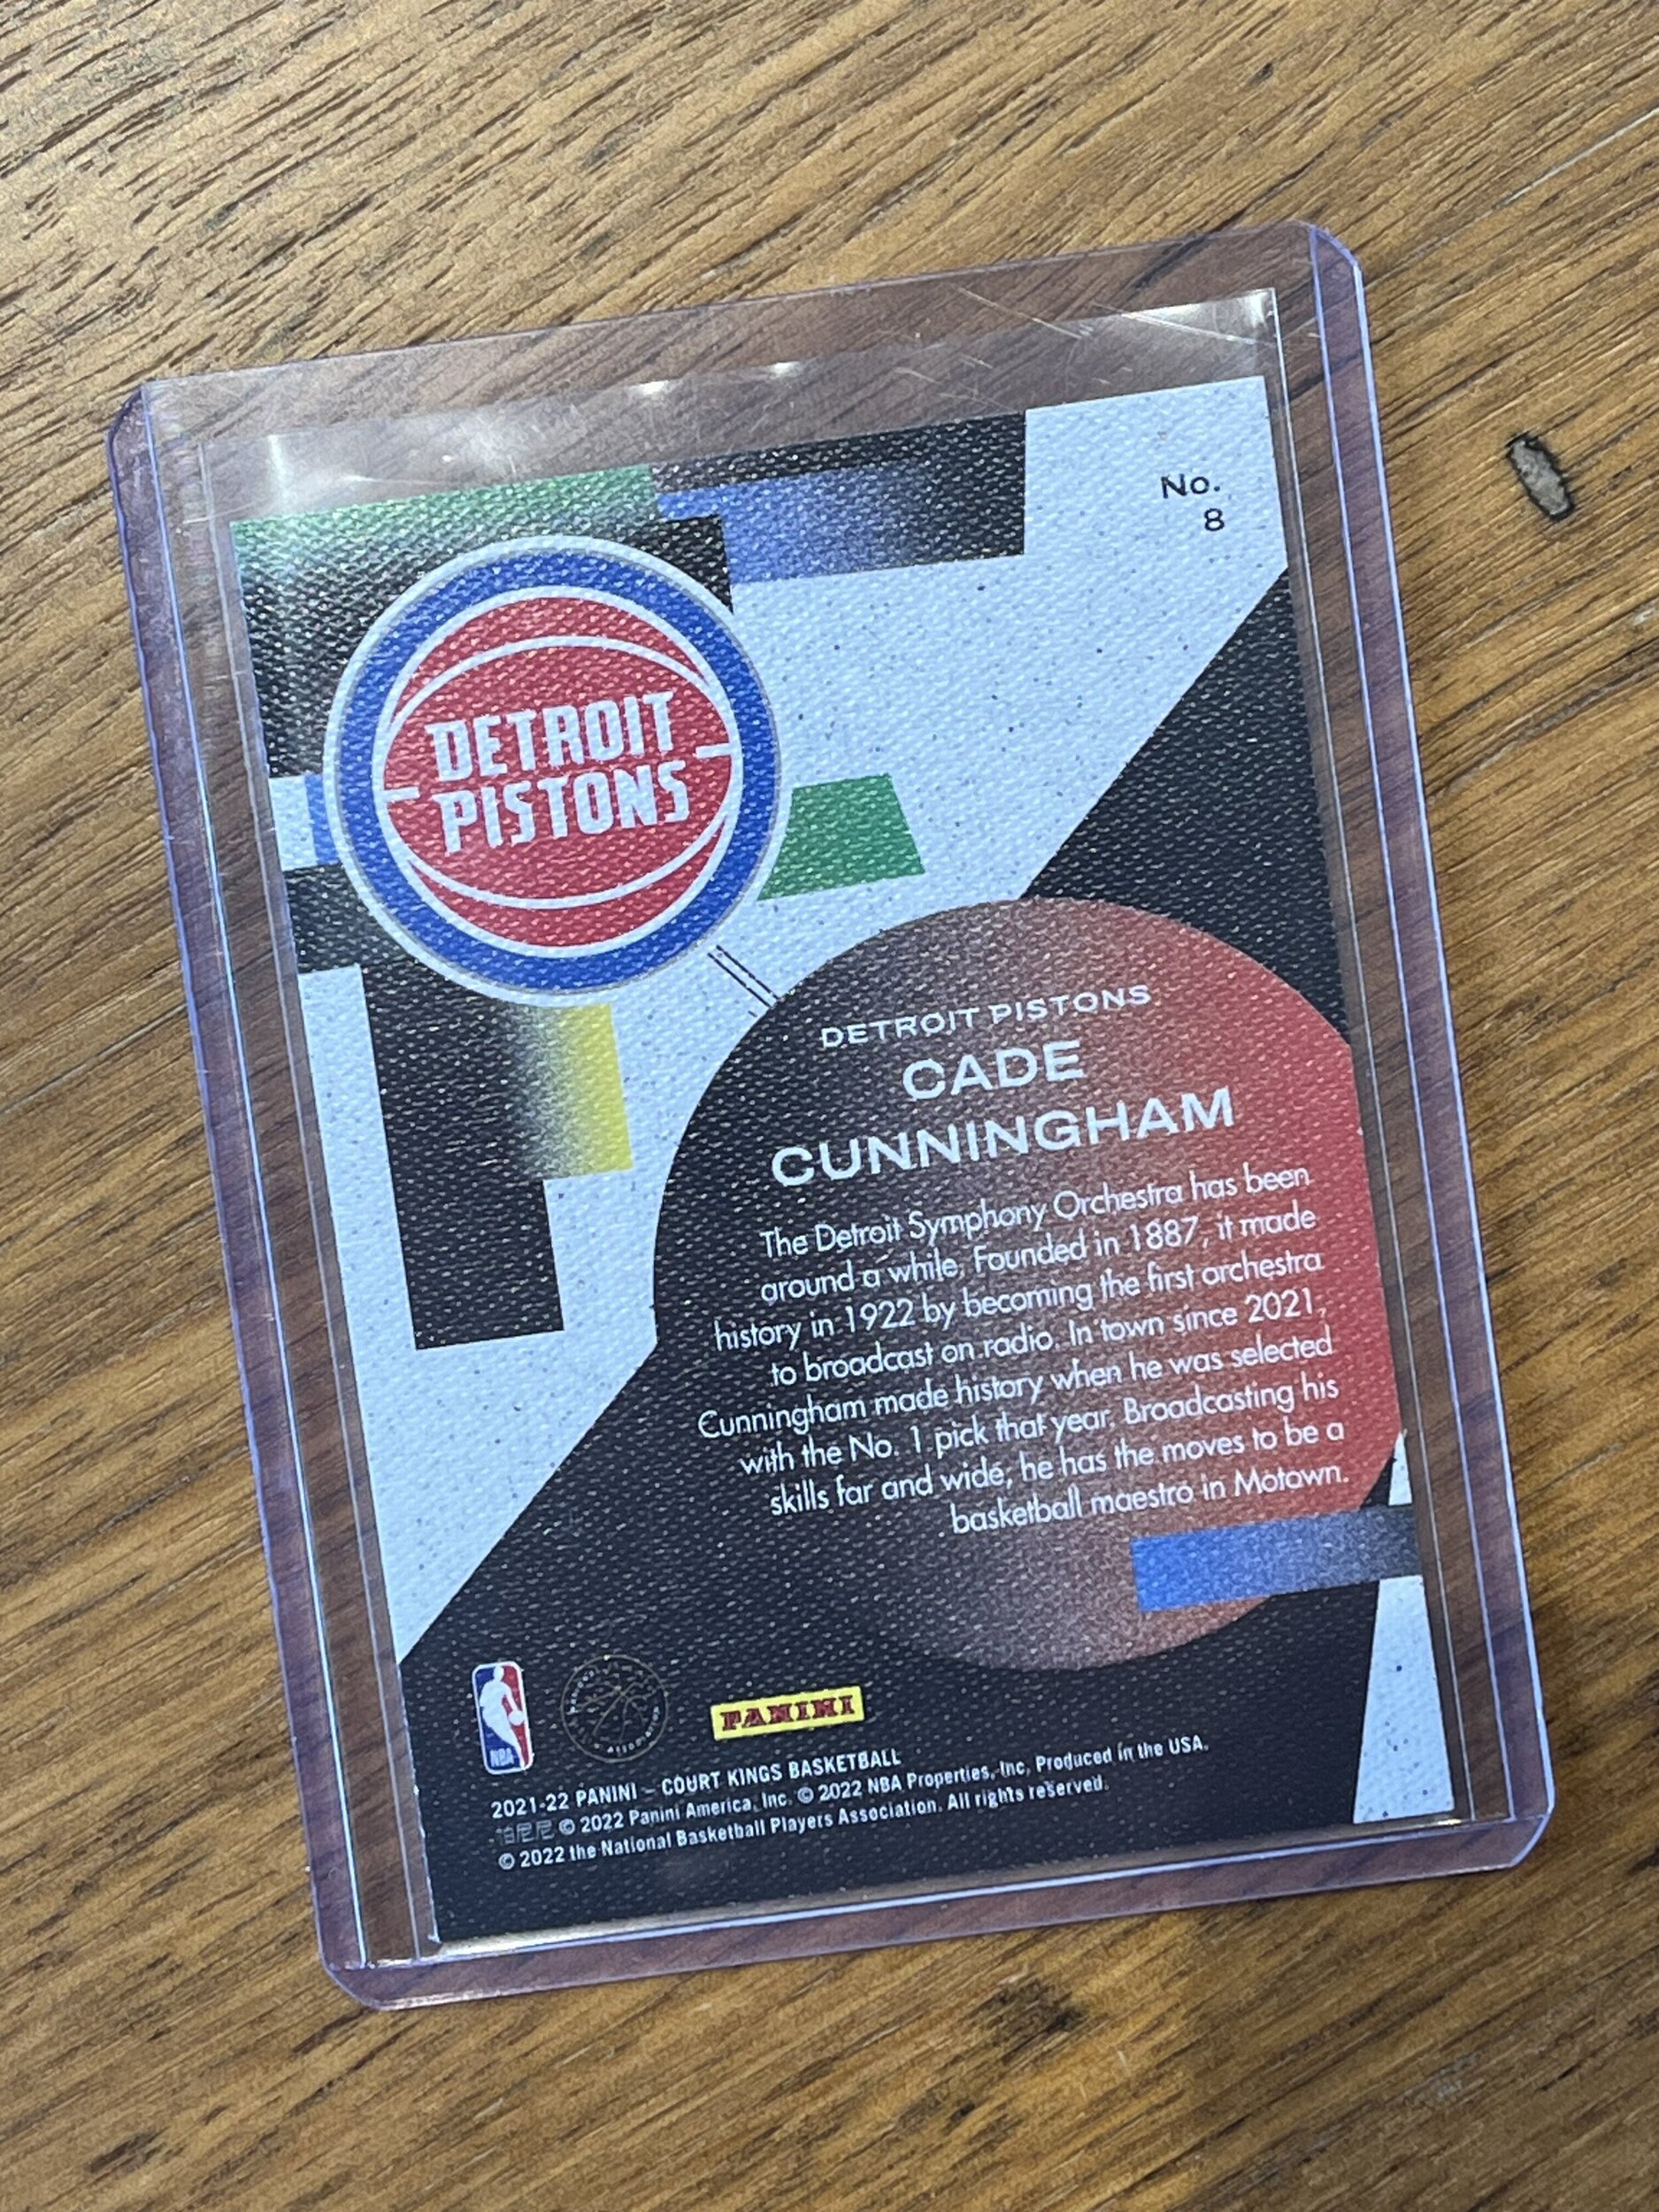 No.
8
DETROIT
PISTONS
DETROIT PISTONS
CADE
CUNNINGHAM
The Detroit Symphony Orchestra has been
around a while. Founded in 1887, it made
history in 1922 by becoming the first orchestra
to broadcast on radio. In town since 2021,
Cunningham made history when he was selected
with the No. 1 pick that year. Broadcasting his
skills far and wide, he has the moves to be a
basketball maestro in Motown.
NBA
PANINI
2021-22 PANINI – COURT KINGS BASKETBALL
© 2022 Panini America, Inc. © 2022 NBA Properties, Inc. Produced in the USA.
© 2022 the National Basketball Players Association. All rights reserved.